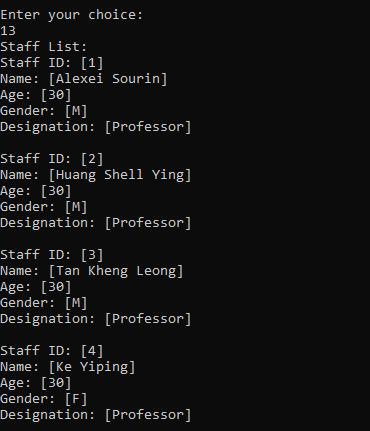 Enter your choice:
13
Staff List:
Staff ID: [1]
Name: [Alexei Sourin]
Age: [30]
Gender: [M]
Designation: [Professor]

Staff ID: [2]
Name: [Huang Shell Ying]
Age: [30]
Gender: [M]
Designation: [Professor]

Staff ID: [3]
Name: [Tan Kheng Leong]
Age: [30]
Gender: [M]
Designation: [Professor]

Staff ID: [4]
Name: [Ke Yiping]
Age: [30]
Gender: [F]
Designation: [Professor]